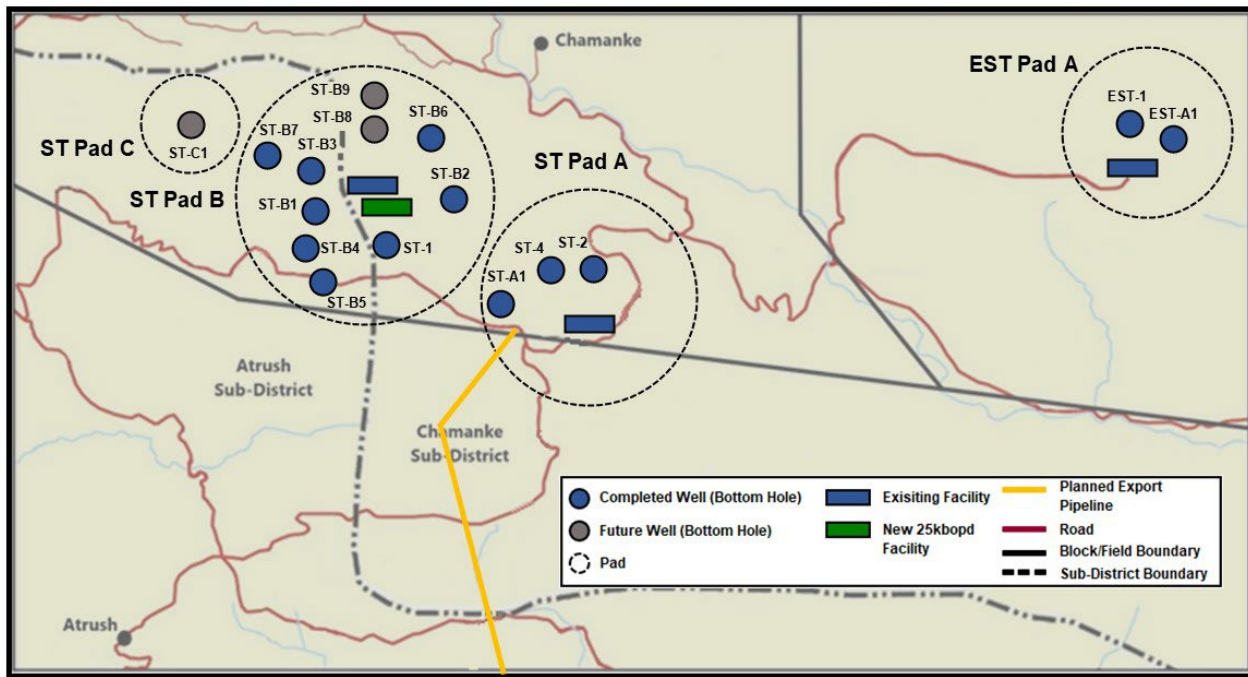 Chamanke
EST Pad A
EST-1
EST-A1
ST-B9
ST-B8
ST-B6
ST-C1
ST-B7
ST-B3
ST Pad C
ST Pad A
ST Pad B
ST-B2
ST-B1
ST-B4
ST-1
ST-4
ST-2
ST-A1
ST-B5
Atrush
Sub-District
Chamanke
Sub-District
Completed Well (Bottom Hole)
Future Well (Bottom Hole)
Pad
Exisiting Facility
New 25kbopd
Facility
Planned Export
Pipeline
Road
Block/Field Boundary
Sub-District Boundary
Atrush